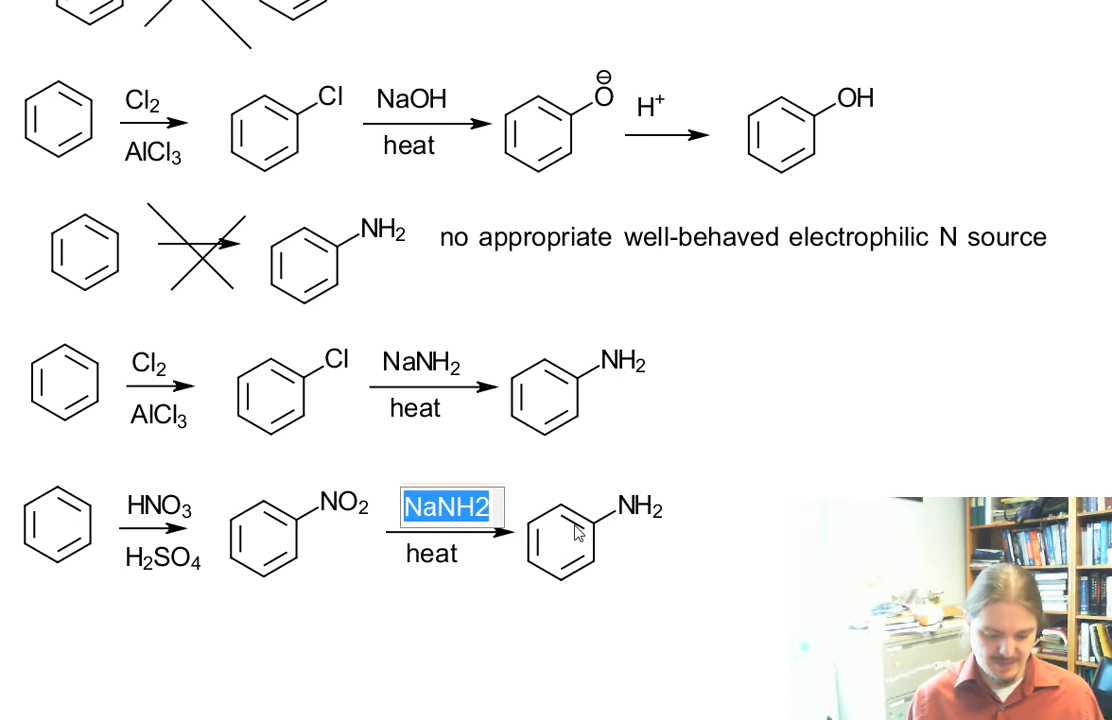 Cl2 Cl NaOH ⊖ O H+ OH
AlCl3 heat
NH2 no appropriate well-behaved electrophilic N source
Cl2 Cl NaNH2 NH2
AlCl3 heat
HNO3 NO2 NaNH2 NH2
H2SO4 heat